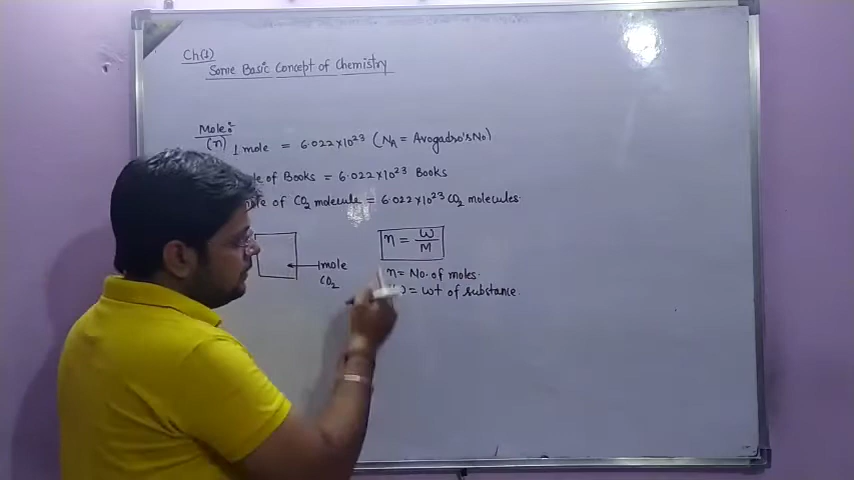 Ch(1)
Some Basic Concept of Chemistry
Mole:
(n)
1 mole = 6.022×10²³ (NA = Avogadro's No)
of Books = 6.022×10²³ Books
of CO₂ molecule = 6.022×10²³ CO₂ molecules
n = W/M
1mole
CO₂
n = No. of moles.
= wt of substance